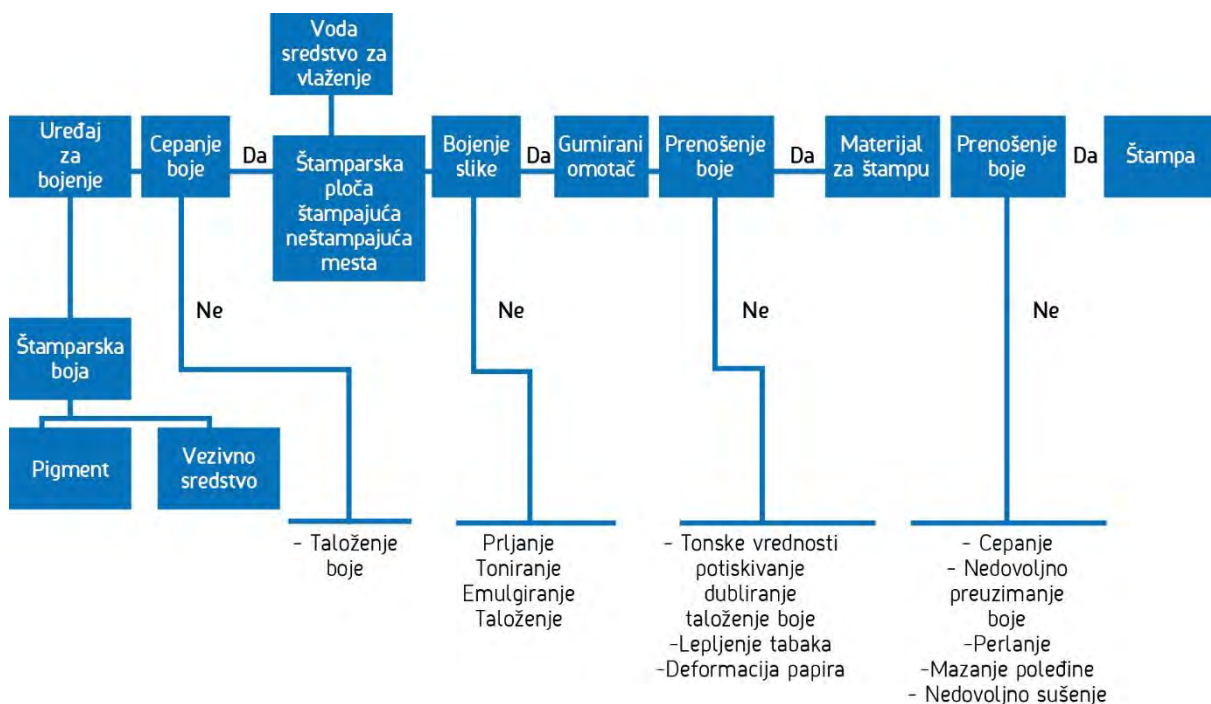 Voda
sredstvo za
vlaženje
Uređaj
za
bojenje
Cepanje
boje
Da
Štamparska
ploča
štampajuća
neštampajuća
mesta
Bojenje
slike
Da
Gumirani
omotač
Prenošenje
boje
Da
Materijal
za štampu
Prenošenje
boje
Da
Štampa
Ne
Ne
Ne
Ne
Štamparska
boja
Pigment
Vezivno
sredstvo
- Taloženje
boje
Prljanje
Toniranje
Emulgiranje
Taloženje
- Tonske vrednosti
potiskivanje
dubliranje
taloženje boje
-Lepljenje tabaka
-Deformacija papira
- Cepanje
- Nedovoljno
preuzimanje
boje
-Perlanje
-Mazanje poleđine
- Nedovoljno sušenje